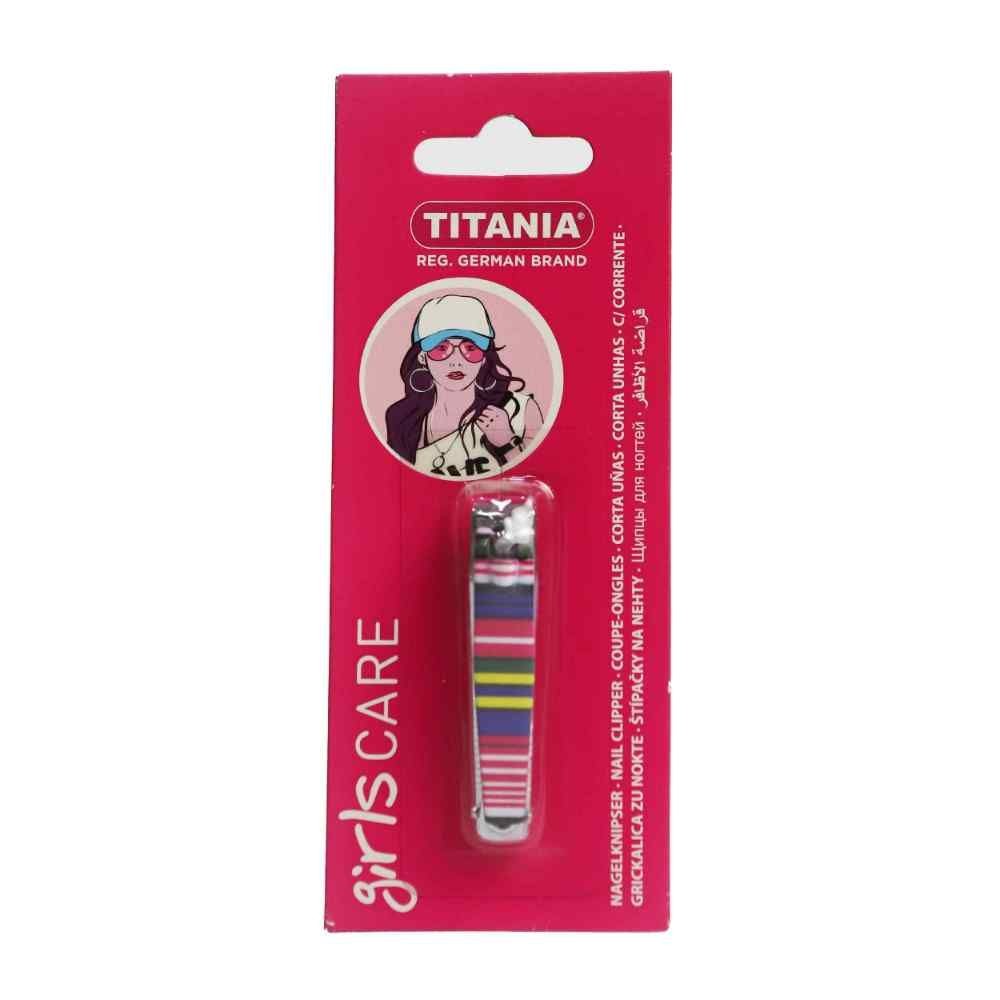 TITANIA®
REG. GERMAN BRAND
girls CARE
NAGELKNIPSER · NAIL CLIPPER · COUPE-ONGLES · CORTA UÑAS · CORTA UNHAS · C/ CORRENTE ·
GRICKALICA ZU NOKTE · ŠTÍPAČKY NA NEHTY · Щипцы для ногтей · قراضة الأظافر